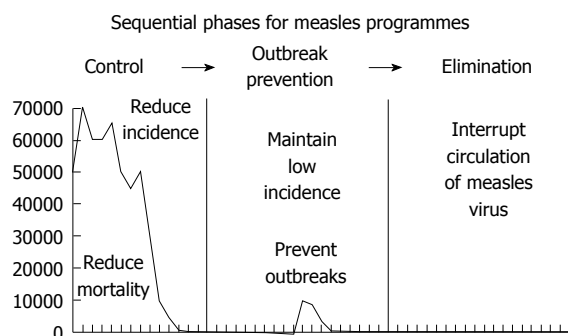 Sequential phases for measles programmes
Control → Outbreak prevention → Elimination
70000
60000
50000
40000
30000
20000
10000
0
Reduce
incidence
Reduce
mortality
Maintain
low
incidence
Prevent
outbreaks
Interrupt
circulation
of measles
virus